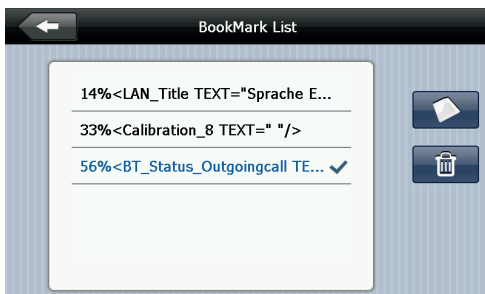 BookMark List
14%<LAN_Title TEXT="Sprache E...
33%<Calibration_8 TEXT=" "/>
56%<BT_Status_Outgoingcall TE...